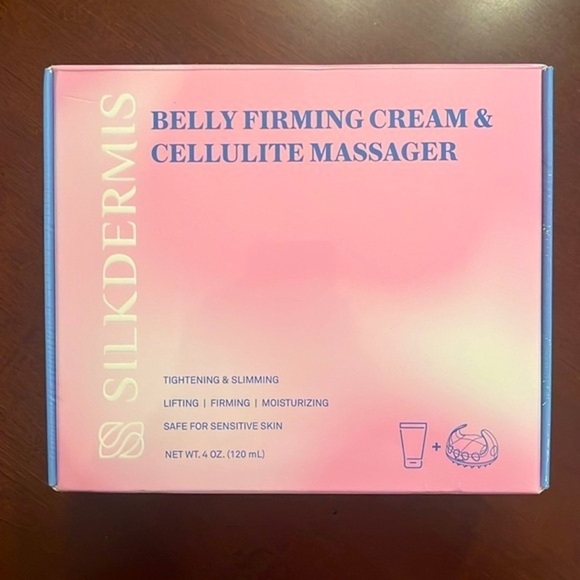 SILKDERMIS
BELLY FIRMING CREAM &
CELLULITE MASSAGER
TIGHTENING & SLIMMING
LIFTING | FIRMING | MOISTURIZING
SAFE FOR SENSITIVE SKIN
NET WT. 4 OZ. (120 mL)